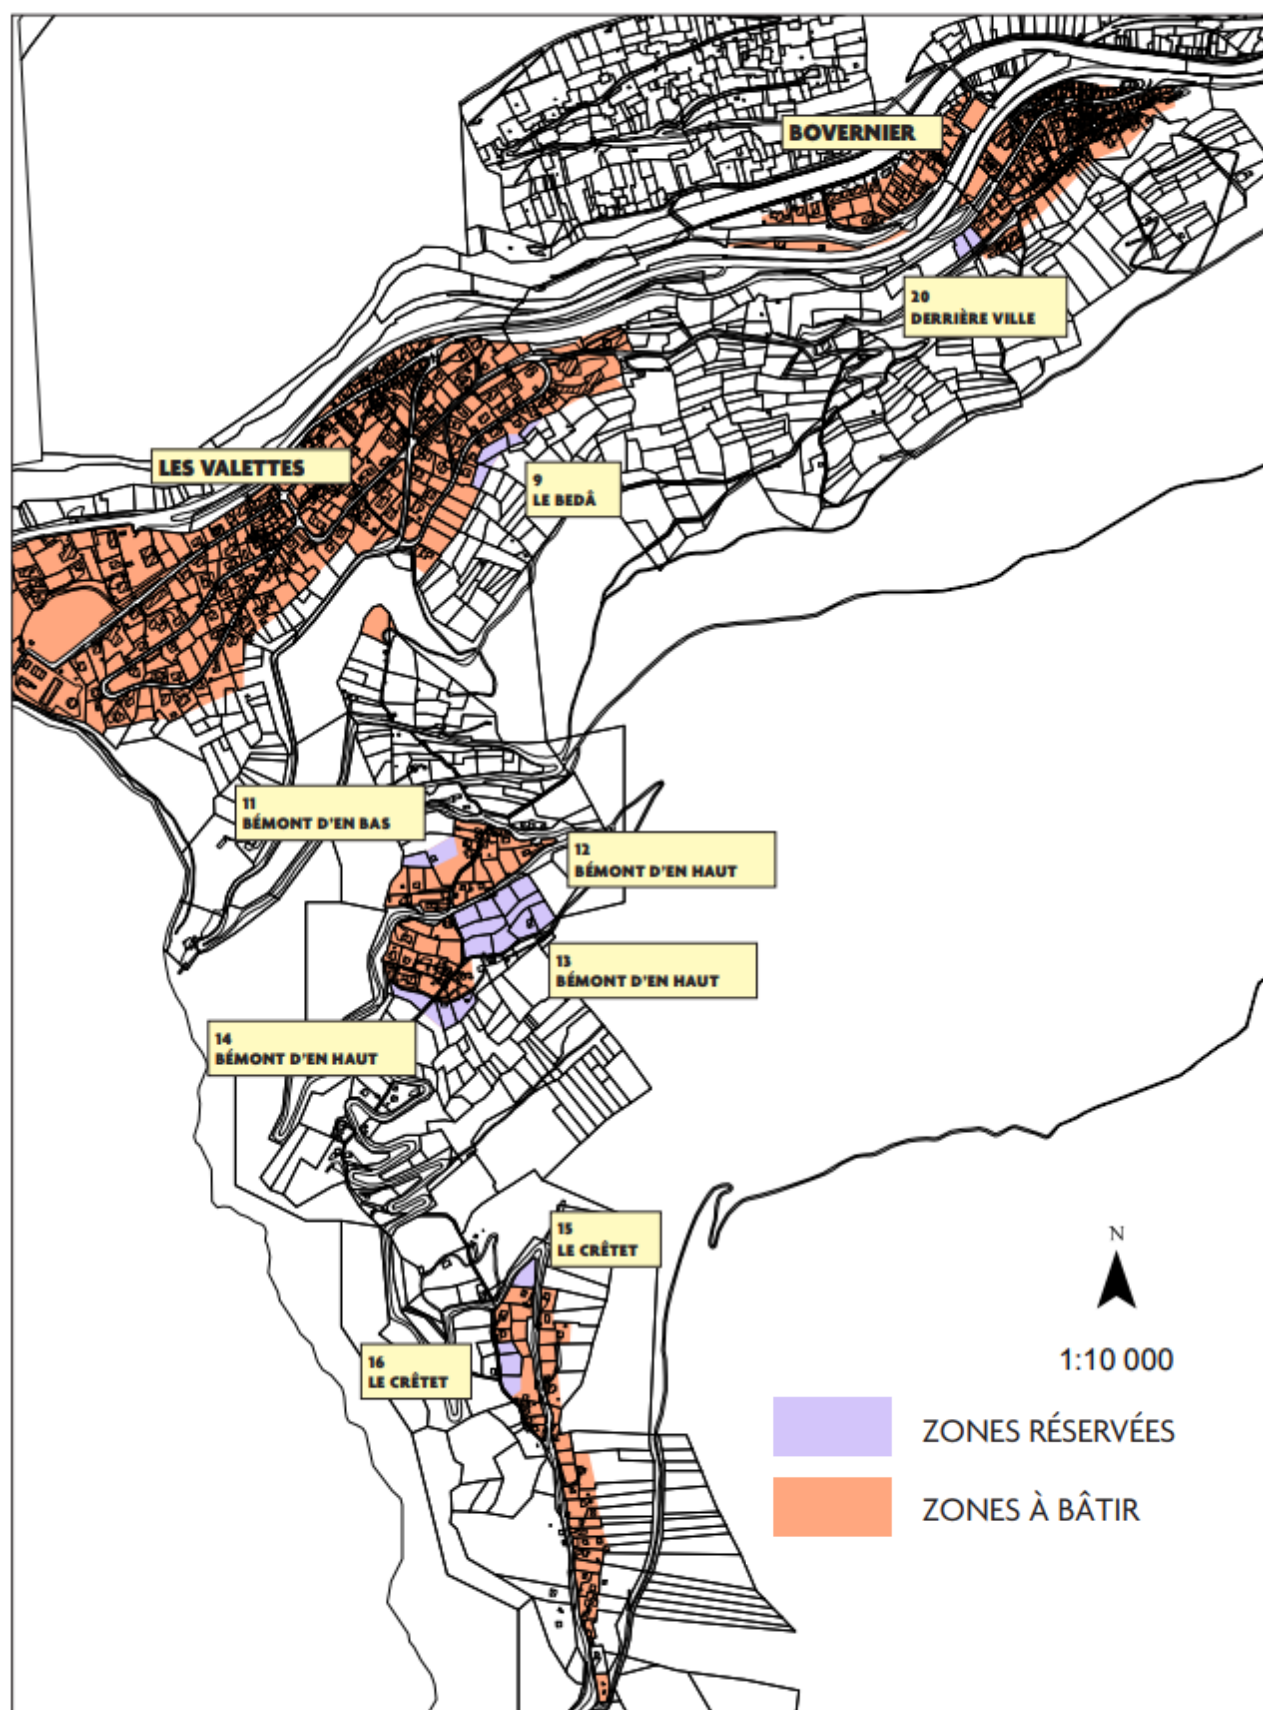 BOVERNIER
20
DERRIÈRE VILLE
LES VALETTES
9
LE BEDÂ
11
BÉMONT D'EN BAS
12
BÉMONT D'EN HAUT
13
BÉMONT D'EN HAUT
14
BÉMONT D'EN HAUT
15
LE CRÊTET
16
LE CRÊTET
N
1:10 000
ZONES RÉSERVÉES
ZONES À BÂTIR